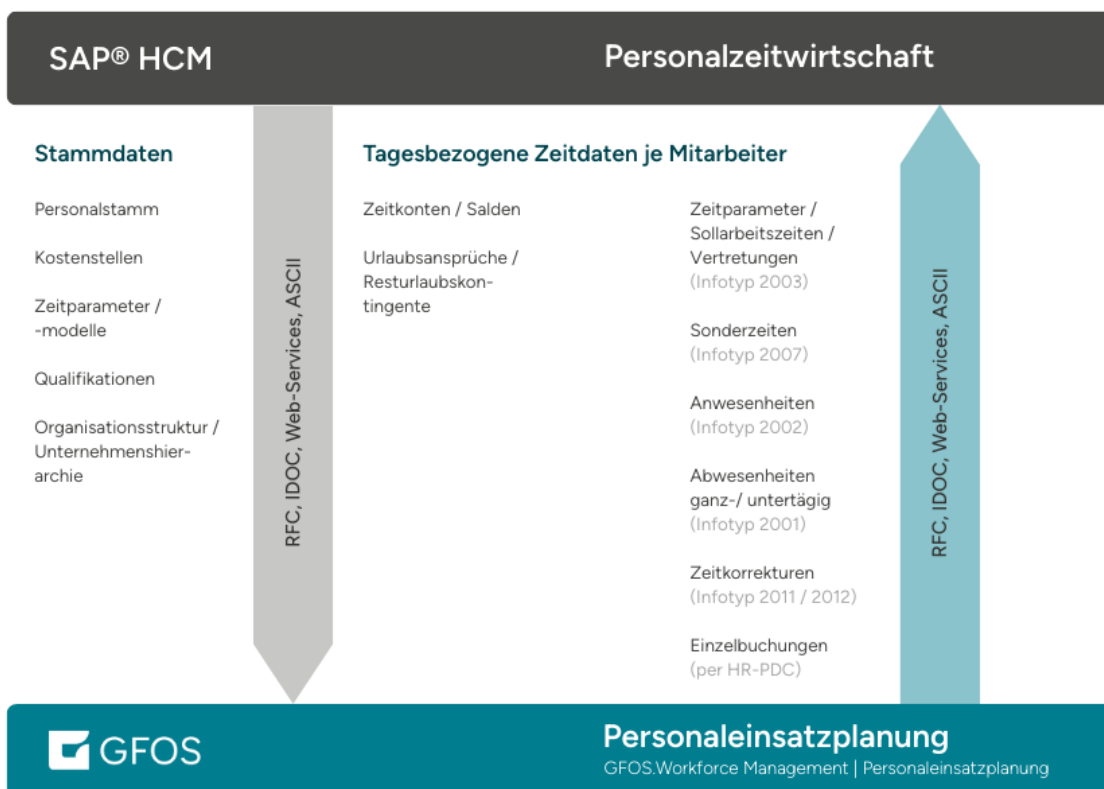 SAP® HCM
Personalzeitwirtschaft
Stammdaten
Personalstamm
Kostenstellen
Zeitparameter /
-modelle
Qualifikationen
Organisationsstruktur /
Unternehmenshier-
archie
RFC, IDOC, Web-Services, ASCII
Tagesbezogene Zeitdaten je Mitarbeiter
Zeitkonten / Salden
Urlaubsansprüche /
Resturlaubskon-
tingente
Zeitparameter /
Sollarbeitszeiten /
Vertretungen
(Infotyp 2003)
Sonderzeiten
(Infotyp 2007)
Anwesenheiten
(Infotyp 2002)
Abwesenheiten
ganz-/ untertägig
(Infotyp 2001)
Zeitkorrekturen
(Infotyp 2011 / 2012)
Einzelbuchungen
(per HR-PDC)
RFC, IDOC, Web-Services, ASCII
GFOS
Personaleinsatzplanung
GFOS.Workforce Management | Personaleinsatzplanung